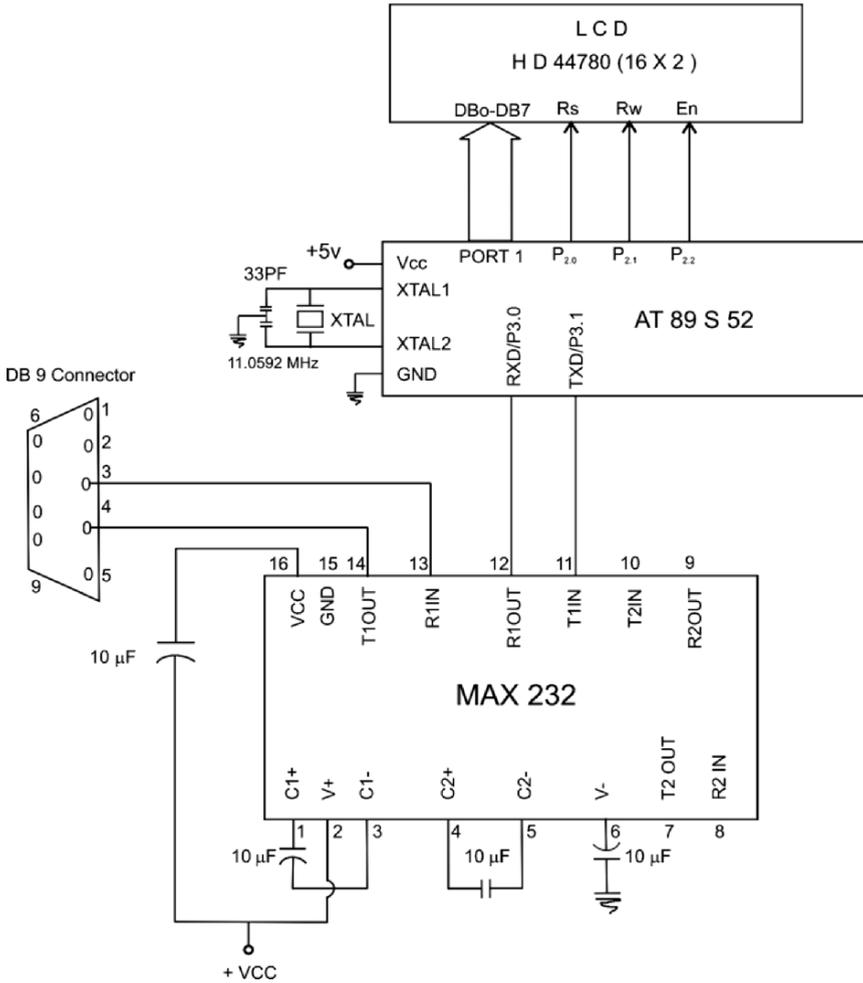 L C D
H D 44780 (16 X 2 )
DBo-DB7 Rs Rw En
+5v
Vcc
PORT 1 P2.0 P2.1 P2.2
33PF
XTAL1
XTAL
AT 89 S 52
XTAL2
11.0592 MHz
GND
RXD/P3.0
TXD/P3.1
DB 9 Connector
6 0 1
0 0 2
0 0 3
0 0 4
0 0 5
9
16 15 14 13 12 11 10 9
VCC GND T1OUT R1IN R1OUT T1IN T2IN R2OUT
10 µF
MAX 232
C1+ V+ C1- C2+ C2- V- T2 OUT R2 IN
1 2 3 4 5 6 7 8
10 µF
10 µF
10 µF
+ VCC